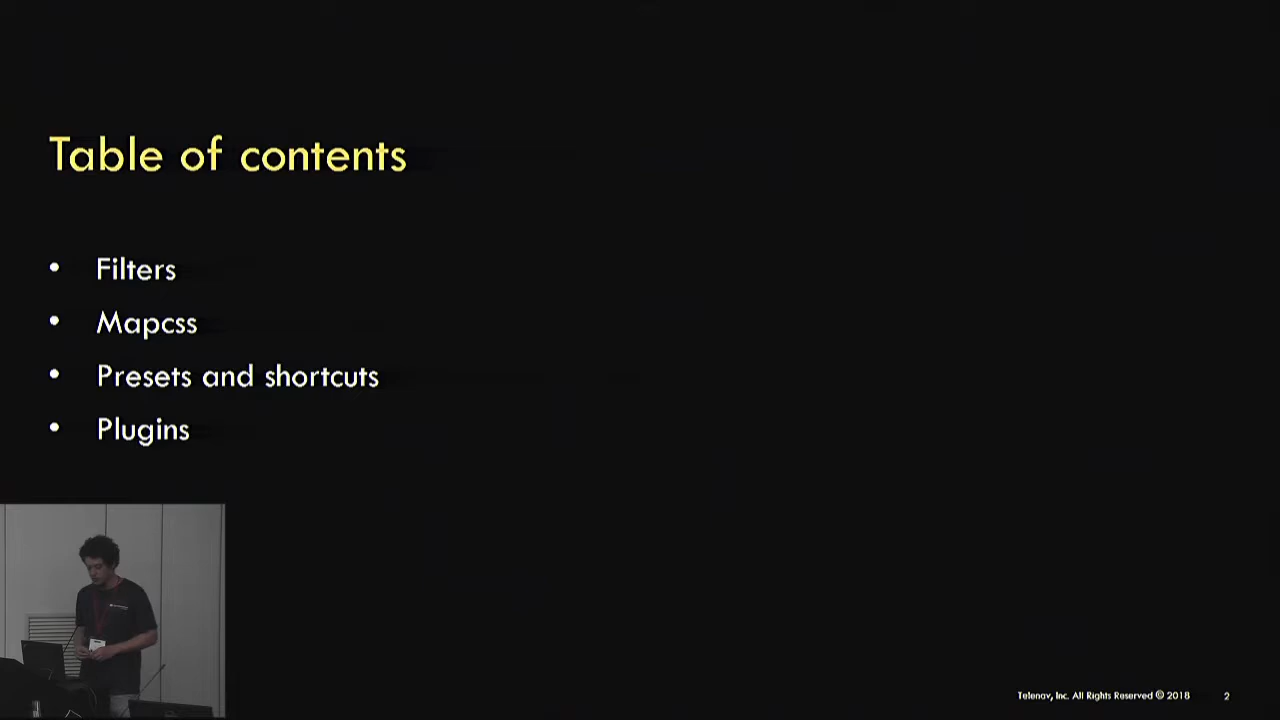 Table of contents
• Filters
• Mapcss
• Presets and shortcuts
• Plugins
Telenav, Inc. All Rights Reserved © 2018 2